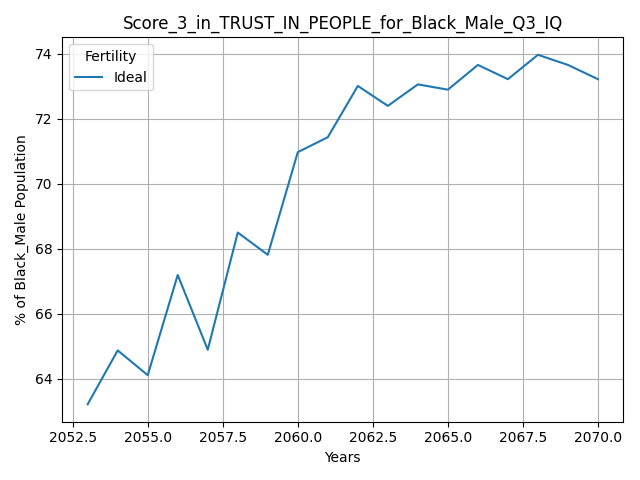 Score_3_in_TRUST_IN_PEOPLE_for_Black_Male_Q3_IQ
Fertility
Ideal
% of Black_Male Population
74
72
70
68
66
64
2052.5 2055.0 2057.5 2060.0 2062.5 2065.0 2067.5 2070.0
Years